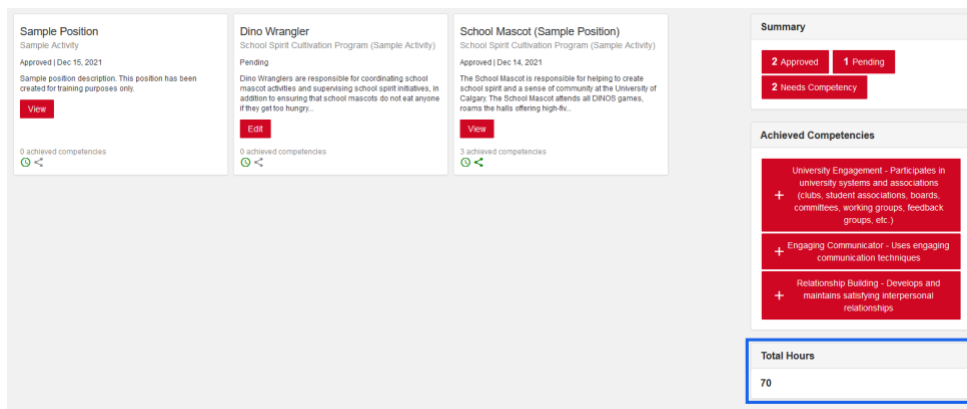 Sample Position
Sample Activity
Approved | Dec 15, 2021
Sample position description. This position has been
created for training purposes only.
View
0 achieved competencies
Dino Wrangler
School Spirit Cultivation Program (Sample Activity)
Pending
Dino Wranglers are responsible for coordinating school
mascot activities and supervising school spirit initiatives, in
addition to ensuring that school mascots do not eat anyone
if they get too hungry...
Edit
0 achieved competencies
School Mascot (Sample Position)
School Spirit Cultivation Program (Sample Activity)
Approved | Dec 14, 2021
The School Mascot is responsible for helping to create
school spirit and a sense of community at the University of
Calgary. The School Mascot attends all DINOS games,
roams the halls offering high-fiv...
View
3 achieved competencies
Summary
2 Approved
1 Pending
2 Needs Competency
Achieved Competencies
University Engagement - Participates in
university systems and associations
(clubs, student associations, boards,
committees, working groups, feedback
groups, etc.)
Engaging Communicator - Uses engaging
communication techniques
Relationship Building - Develops and
maintains satisfying interpersonal
relationships
Total Hours
70